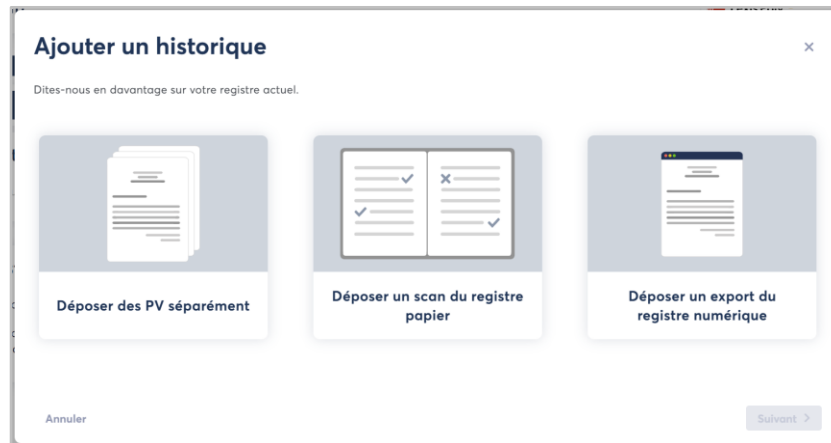 Ajouter un historique
×
Dites-nous en davantage sur votre registre actuel.
Déposer des PV séparément
Déposer un scan du registre
papier
Déposer un export du
registre numérique
Annuler
Suivant >